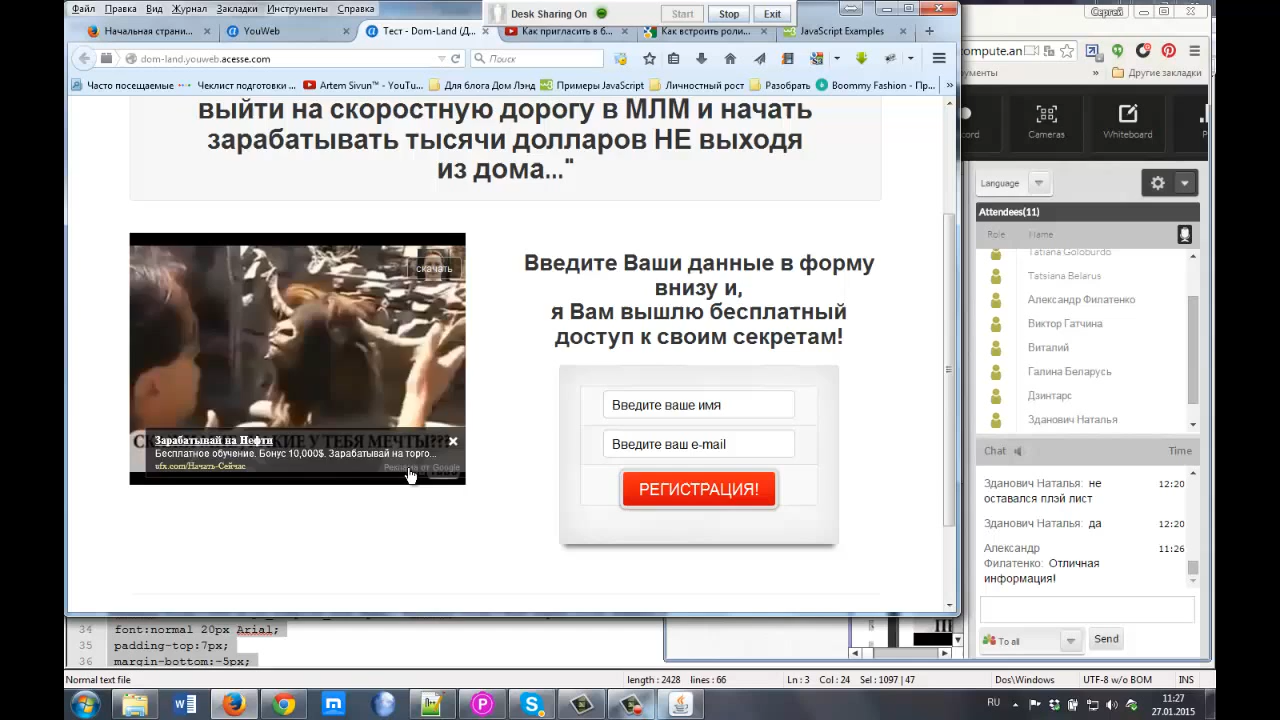 Файл Правка Вид Журнал Закладки Инструменты Справка
Desk Sharing On Start Stop Exit
Сергей
Начальная страни...
YouWeb
Тест - Dom-Land (Д...
Как пригласить в б...
Как встроить роли...
JavaScript Examples
dom-land.youweb.acesse.com
Поиск
compute.an
Часто посещаемые
Чеклист подготовки ...
Artem Sivun™ - YouTu...
Для блога Дом Лэнд
Примеры JavaScript
Личностный рост
Разобрать
Boommy Fashion - Пр...
»
Другие закладки
выйти на скоростную дорогу в МЛМ и начать
зарабатывать тысячи долларов НЕ выходя
из дома..."
Cameras
Whiteboard
Language
Attendees(11)
Role Name
Tatiana Goloburdo
Tatsiana Belarus
Александр Филатенко
Виктор Гатчина
Виталий
Галина Беларусь
Дзинтарс
Зданович Наталья
скачать
Зарабатывай на Нефти
Бесплатное обучение. Бонус 10,000$. Зарабатывай на торго...
ufx.com/Начать-Сейчас
Введите Ваши данные в форму
внизу и,
я Вам вышлю бесплатный
доступ к своим секретам!
Введите ваше имя
Введите ваш e-mail
РЕГИСТРАЦИЯ!
Chat Time
Зданович Наталья: не 12:20
оставался плэй лист
Зданович Наталья: да 12:20
Александр 11:26
Филатенко: Отличная
информация!
To all Send
34 font:normal 20px Arial;
35 padding-top:7px;
36 margin-bottom:-5px;
Normal text file length : 2428 lines : 66 Ln : 3 Col : 24 Sel : 1097 | 47 Dos\Windows UTF-8 w/o BOM INS
RU
11:27
27.01.2015